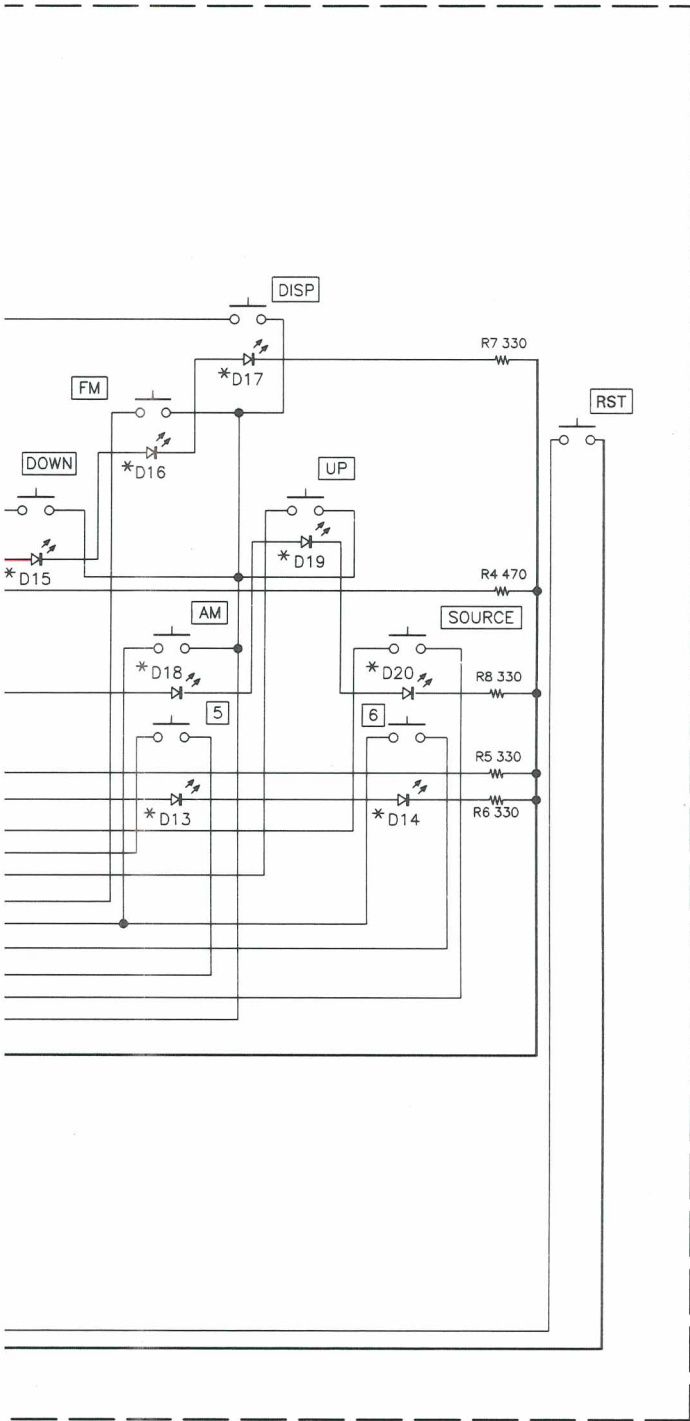 DISP
R7 330
*D17
FM
RST
*D16
DOWN
UP
*D19
*D15
R4 470
AM
SOURCE
*D18
*D20
R8 330
5
6
R5 330
*D13
*D14
R6 330